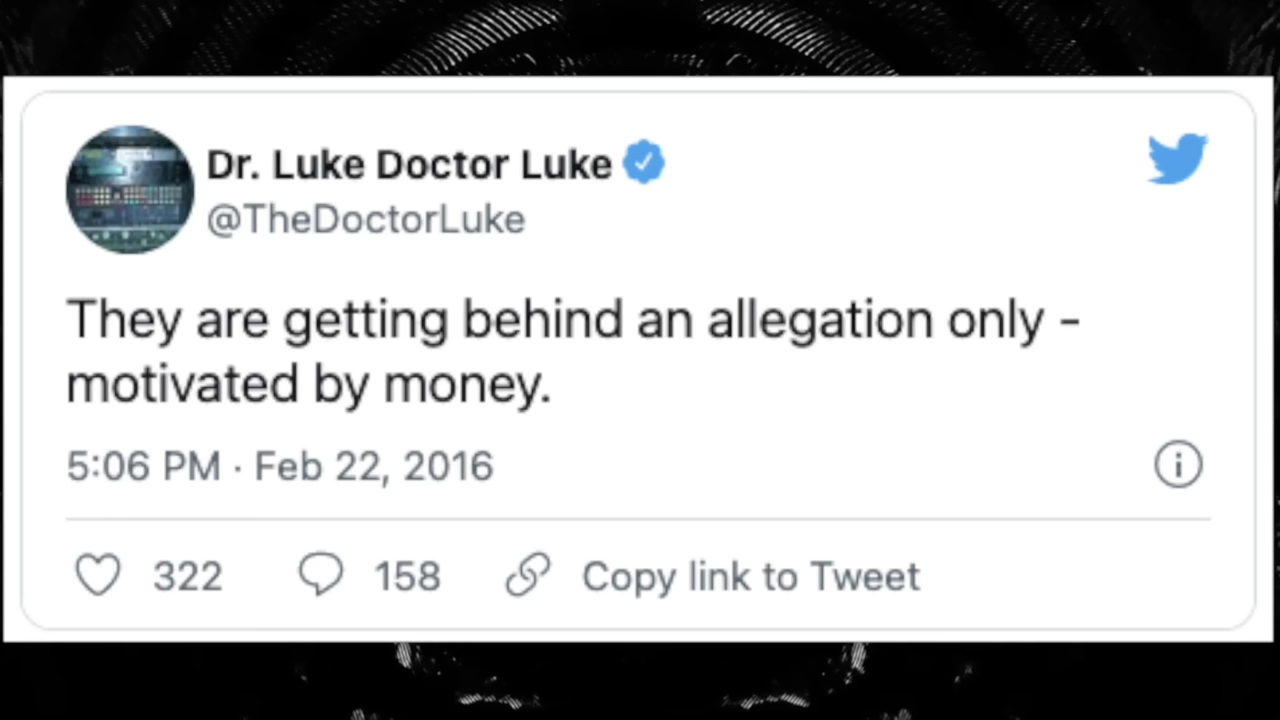 Dr. Luke Doctor Luke
@TheDoctorLuke
They are getting behind an allegation only -
motivated by money.
5:06 PM · Feb 22, 2016
322 158 Copy link to Tweet